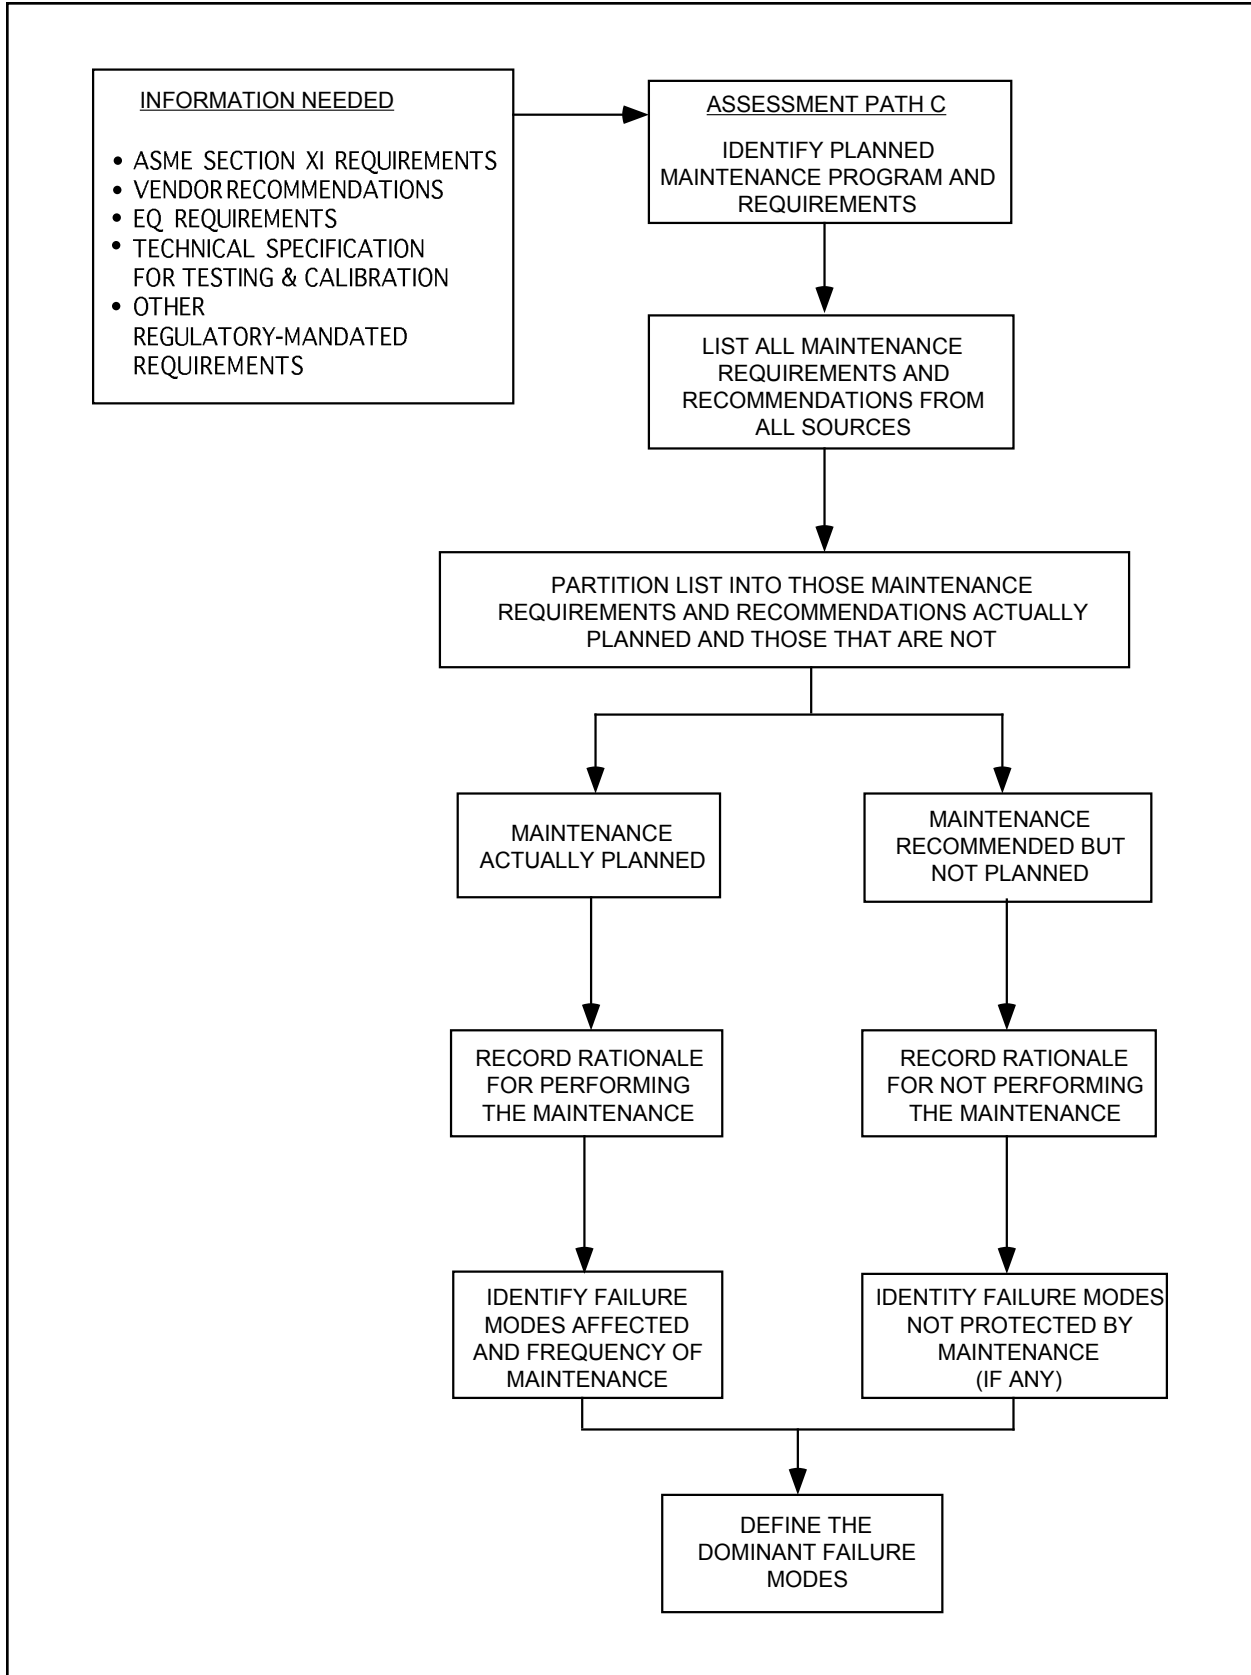 INFORMATION NEEDED
• ASME SECTION XI REQUIREMENTS
• VENDOR RECOMMENDATIONS
• EQ REQUIREMENTS
• TECHNICAL SPECIFICATION
FOR TESTING & CALIBRATION
• OTHER
REGULATORY-MANDATED
REQUIREMENTS
ASSESSMENT PATH C
IDENTIFY PLANNED
MAINTENANCE PROGRAM AND
REQUIREMENTS
LIST ALL MAINTENANCE
REQUIREMENTS AND
RECOMMENDATIONS FROM
ALL SOURCES
PARTITION LIST INTO THOSE MAINTENANCE
REQUIREMENTS AND RECOMMENDATIONS ACTUALLY
PLANNED AND THOSE THAT ARE NOT
MAINTENANCE
ACTUALLY PLANNED
MAINTENANCE
RECOMMENDED BUT
NOT PLANNED
RECORD RATIONALE
FOR PERFORMING
THE MAINTENANCE
RECORD RATIONALE
FOR NOT PERFORMING
THE MAINTENANCE
IDENTIFY FAILURE
MODES AFFECTED
AND FREQUENCY OF
MAINTENANCE
IDENTITY FAILURE MODES
NOT PROTECTED BY
MAINTENANCE
(IF ANY)
DEFINE THE
DOMINANT FAILURE
MODES